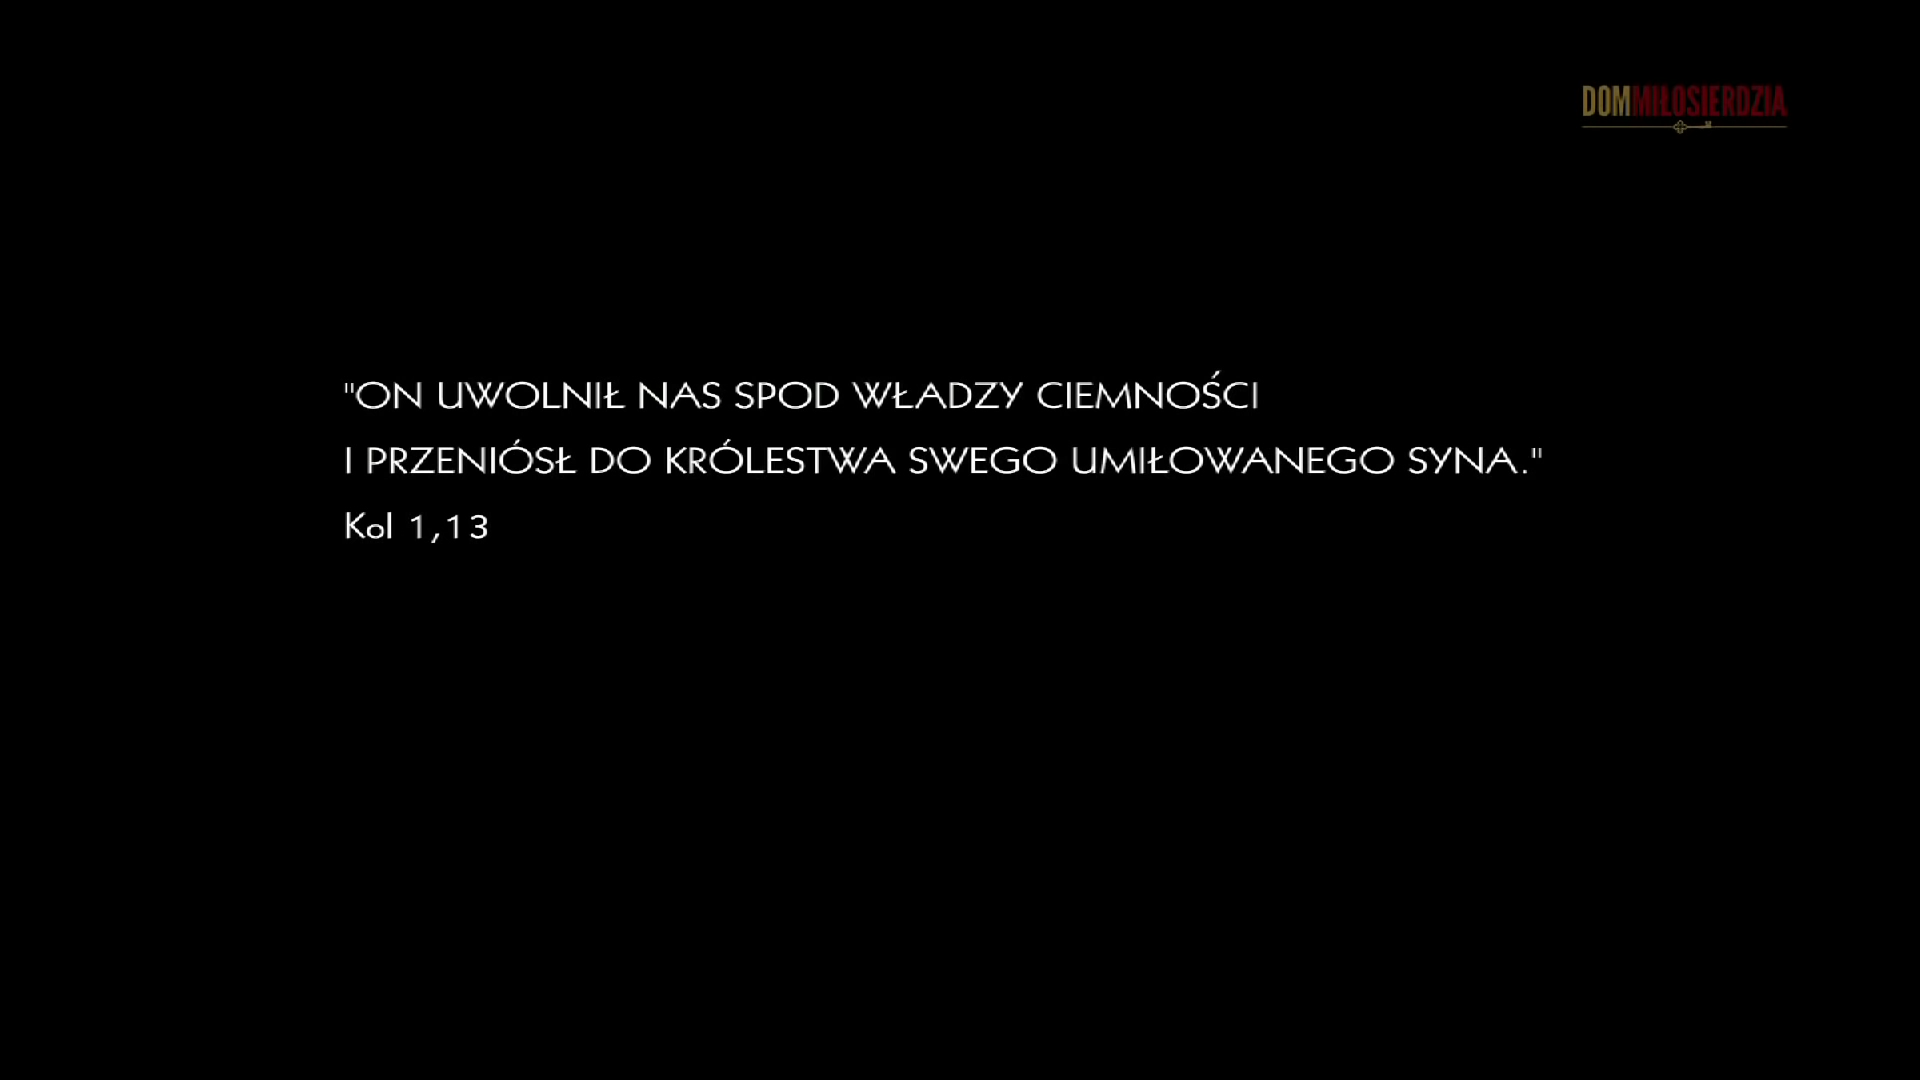 DOMMIŁOSIERDZIA
"ON UWOLNIŁ NAS SPOD WŁADZY CIEMNOŚCI
I PRZENIÓSŁ DO KRÓLESTWA SWEGO UMIŁOWANEGO SYNA."
Kol 1,13